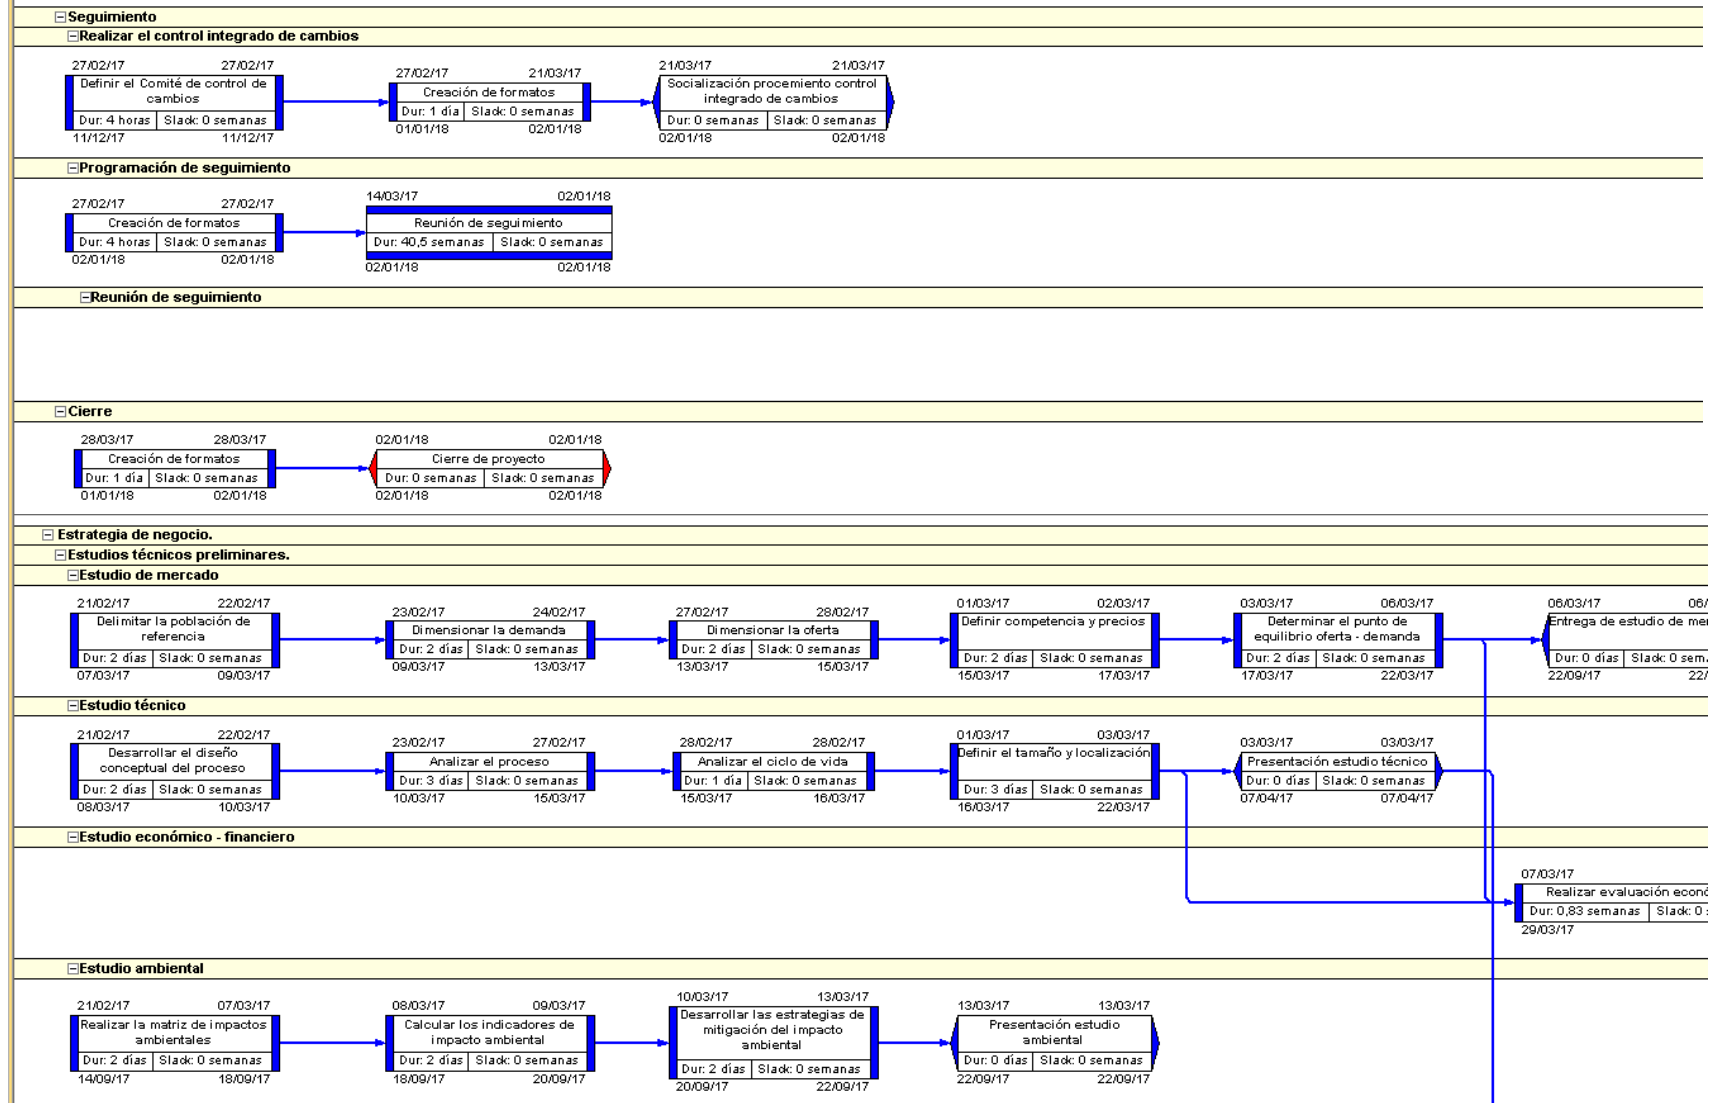 Seguimiento
Realizar el control integrado de cambios
27/02/17 27/02/17
Definir el Comité de control de
cambios
Dur: 4 horas Slack: 0 semanas
11/12/17 11/12/17
27/02/17 21/03/17
Creación de formatos
Dur: 1 día Slack: 0 semanas
01/01/18 02/01/18
21/03/17 21/03/17
Socialización procemiento control
integrado de cambios
Dur: 0 semanas Slack: 0 semanas
02/01/18 02/01/18
Programación de seguimiento
27/02/17 27/02/17
Creación de formatos
Dur: 4 horas Slack: 0 semanas
02/01/18 02/01/18
14/03/17 02/01/18
Reunión de seguimiento
Dur: 40,5 semanas Slack: 0 semanas
02/01/18 02/01/18
Reunión de seguimiento
Cierre
28/03/17 28/03/17
Creación de formatos
Dur: 1 día Slack: 0 semanas
01/01/18 02/01/18
02/01/18 02/01/18
Cierre de proyecto
Dur: 0 semanas Slack: 0 semanas
02/01/18 02/01/18
Estrategia de negocio.
Estudios técnicos preliminares.
Estudio de mercado
21/02/17 22/02/17
Delimitar la población de
referencia
Dur: 2 días Slack: 0 semanas
07/03/17 09/03/17
23/02/17 24/02/17
Dimensionar la demanda
Dur: 2 días Slack: 0 semanas
09/03/17 13/03/17
27/02/17 28/02/17
Dimensionar la oferta
Dur: 2 días Slack: 0 semanas
13/03/17 15/03/17
01/03/17 02/03/17
Definir competencia y precios
Dur: 2 días Slack: 0 semanas
15/03/17 17/03/17
03/03/17 06/03/17
Determinar el punto de
equilibrio oferta - demanda
Dur: 2 días Slack: 0 semanas
17/03/17 22/03/17
06/03/17 06/
Entrega de estudio de mer
Dur: 0 días Slack: 0 sem
22/09/17 22/
Estudio técnico
21/02/17 22/02/17
Desarrollar el diseño
conceptual del proceso
Dur: 2 días Slack: 0 semanas
08/03/17 10/03/17
23/02/17 27/02/17
Analizar el proceso
Dur: 3 días Slack: 0 semanas
10/03/17 15/03/17
28/02/17 28/02/17
Analizar el ciclo de vida
Dur: 1 día Slack: 0 semanas
15/03/17 16/03/17
01/03/17 03/03/17
Definir el tamaño y localización
Dur: 3 días Slack: 0 semanas
16/03/17 22/03/17
03/03/17 03/03/17
Presentación estudio técnico
Dur: 0 días Slack: 0 semanas
07/04/17 07/04/17
Estudio económico - financiero
07/03/17
Realizar evaluación econó
Dur: 0,83 semanas Slack: 0
29/03/17
Estudio ambiental
21/02/17 07/03/17
Realizar la matriz de impactos
ambientales
Dur: 2 días Slack: 0 semanas
14/09/17 18/09/17
08/03/17 09/03/17
Calcular los indicadores de
impacto ambiental
Dur: 2 días Slack: 0 semanas
18/09/17 20/09/17
10/03/17 13/03/17
Desarrollar las estrategias de
mitigación del impacto
ambiental
Dur: 2 días Slack: 0 semanas
20/09/17 22/09/17
13/03/17 13/03/17
Presentación estudio
ambiental
Dur: 0 días Slack: 0 semanas
22/09/17 22/09/17